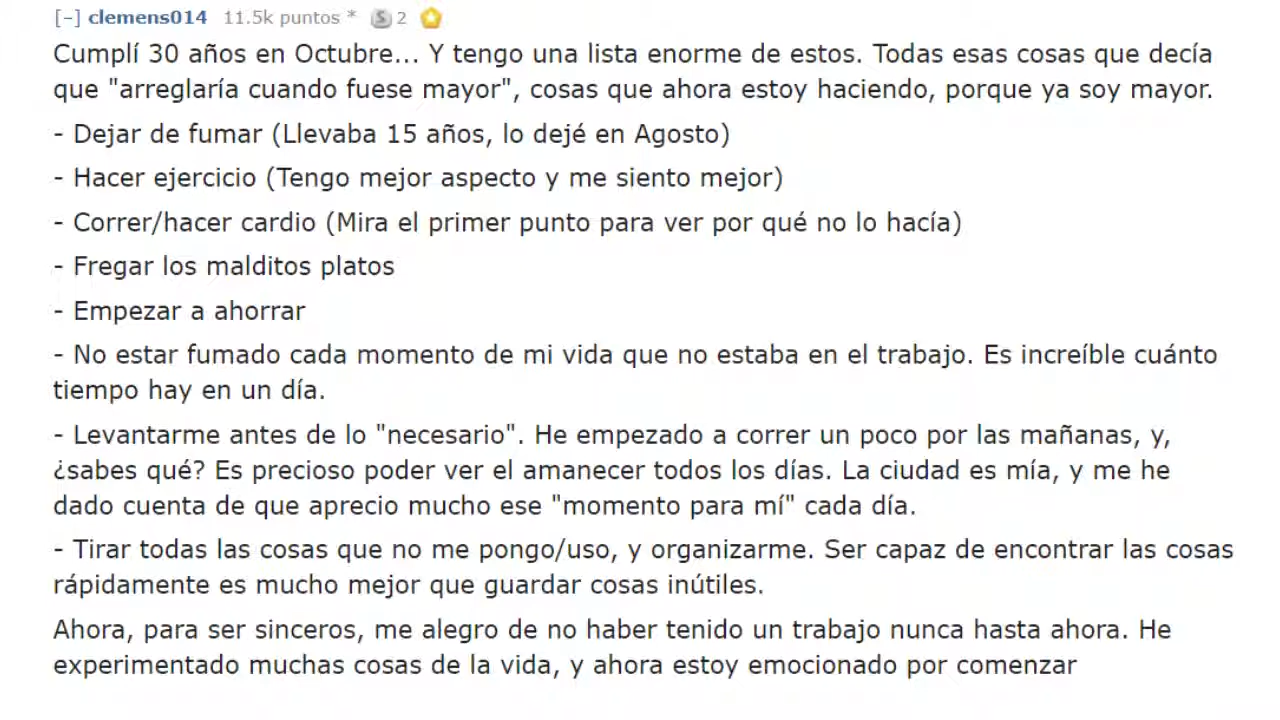 [-] clemens014 11.5k puntos * S 2
Cumplí 30 años en Octubre... Y tengo una lista enorme de estos. Todas esas cosas que decía
que "arreglaría cuando fuese mayor", cosas que ahora estoy haciendo, porque ya soy mayor.
- Dejar de fumar (Llevaba 15 años, lo dejé en Agosto)
- Hacer ejercicio (Tengo mejor aspecto y me siento mejor)
- Correr/hacer cardio (Mira el primer punto para ver por qué no lo hacía)
- Fregar los malditos platos
- Empezar a ahorrar
- No estar fumado cada momento de mi vida que no estaba en el trabajo. Es increíble cuánto
tiempo hay en un día.
- Levantarme antes de lo "necesario". He empezado a correr un poco por las mañanas, y,
¿sabes qué? Es precioso poder ver el amanecer todos los días. La ciudad es mía, y me he
dado cuenta de que aprecio mucho ese "momento para mí" cada día.
- Tirar todas las cosas que no me pongo/uso, y organizarme. Ser capaz de encontrar las cosas
rápidamente es mucho mejor que guardar cosas inútiles.
Ahora, para ser sinceros, me alegro de no haber tenido un trabajo nunca hasta ahora. He
experimentado muchas cosas de la vida, y ahora estoy emocionado por comenzar